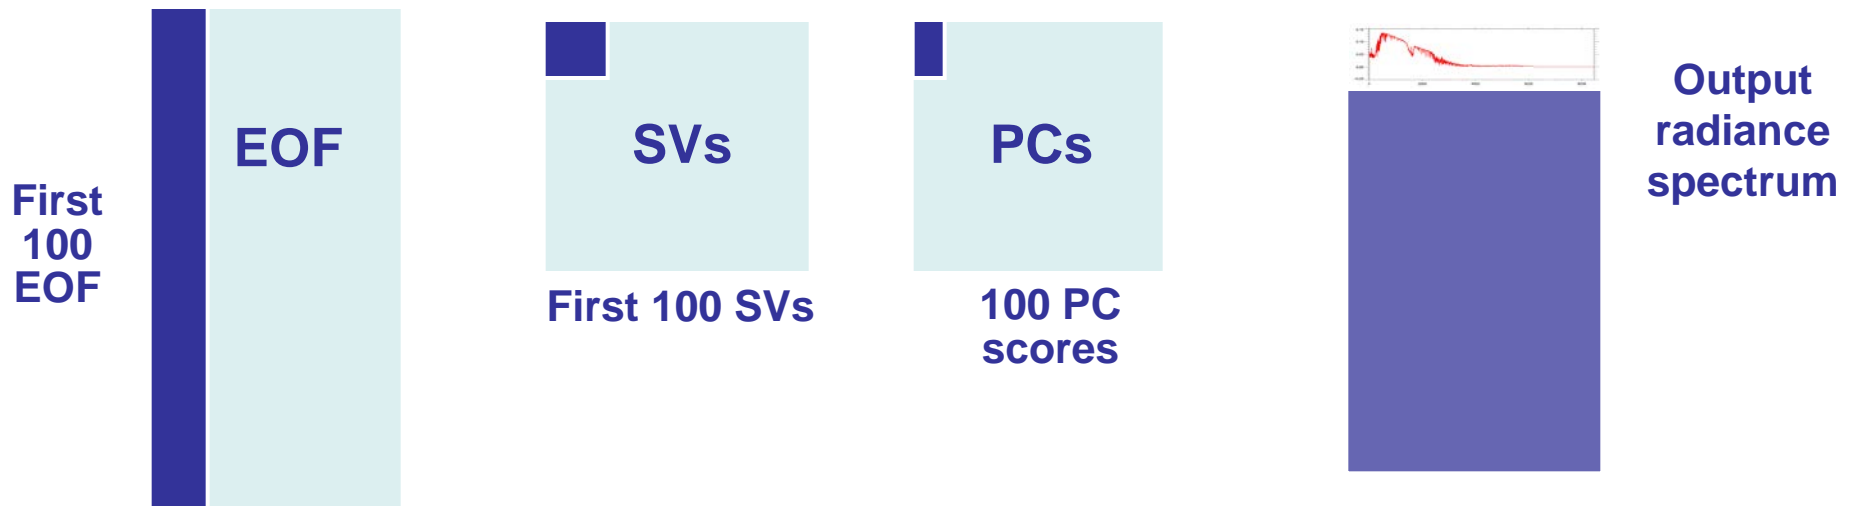 First
100
EOF
EOF
SVs
First 100 SVs
PCs
100 PC
scores
Output
radiance
spectrum